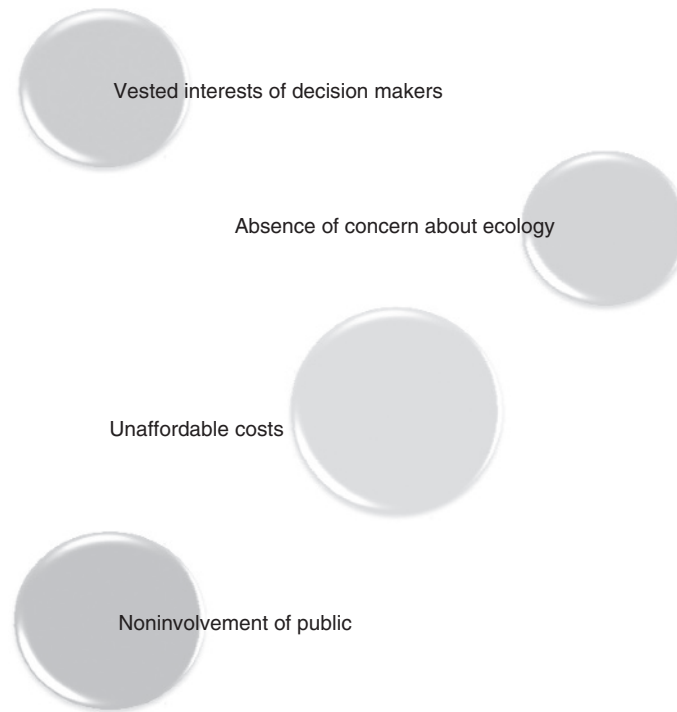 Vested interests of decision makers
Absence of concern about ecology
Unaffordable costs
Noninvolvement of public